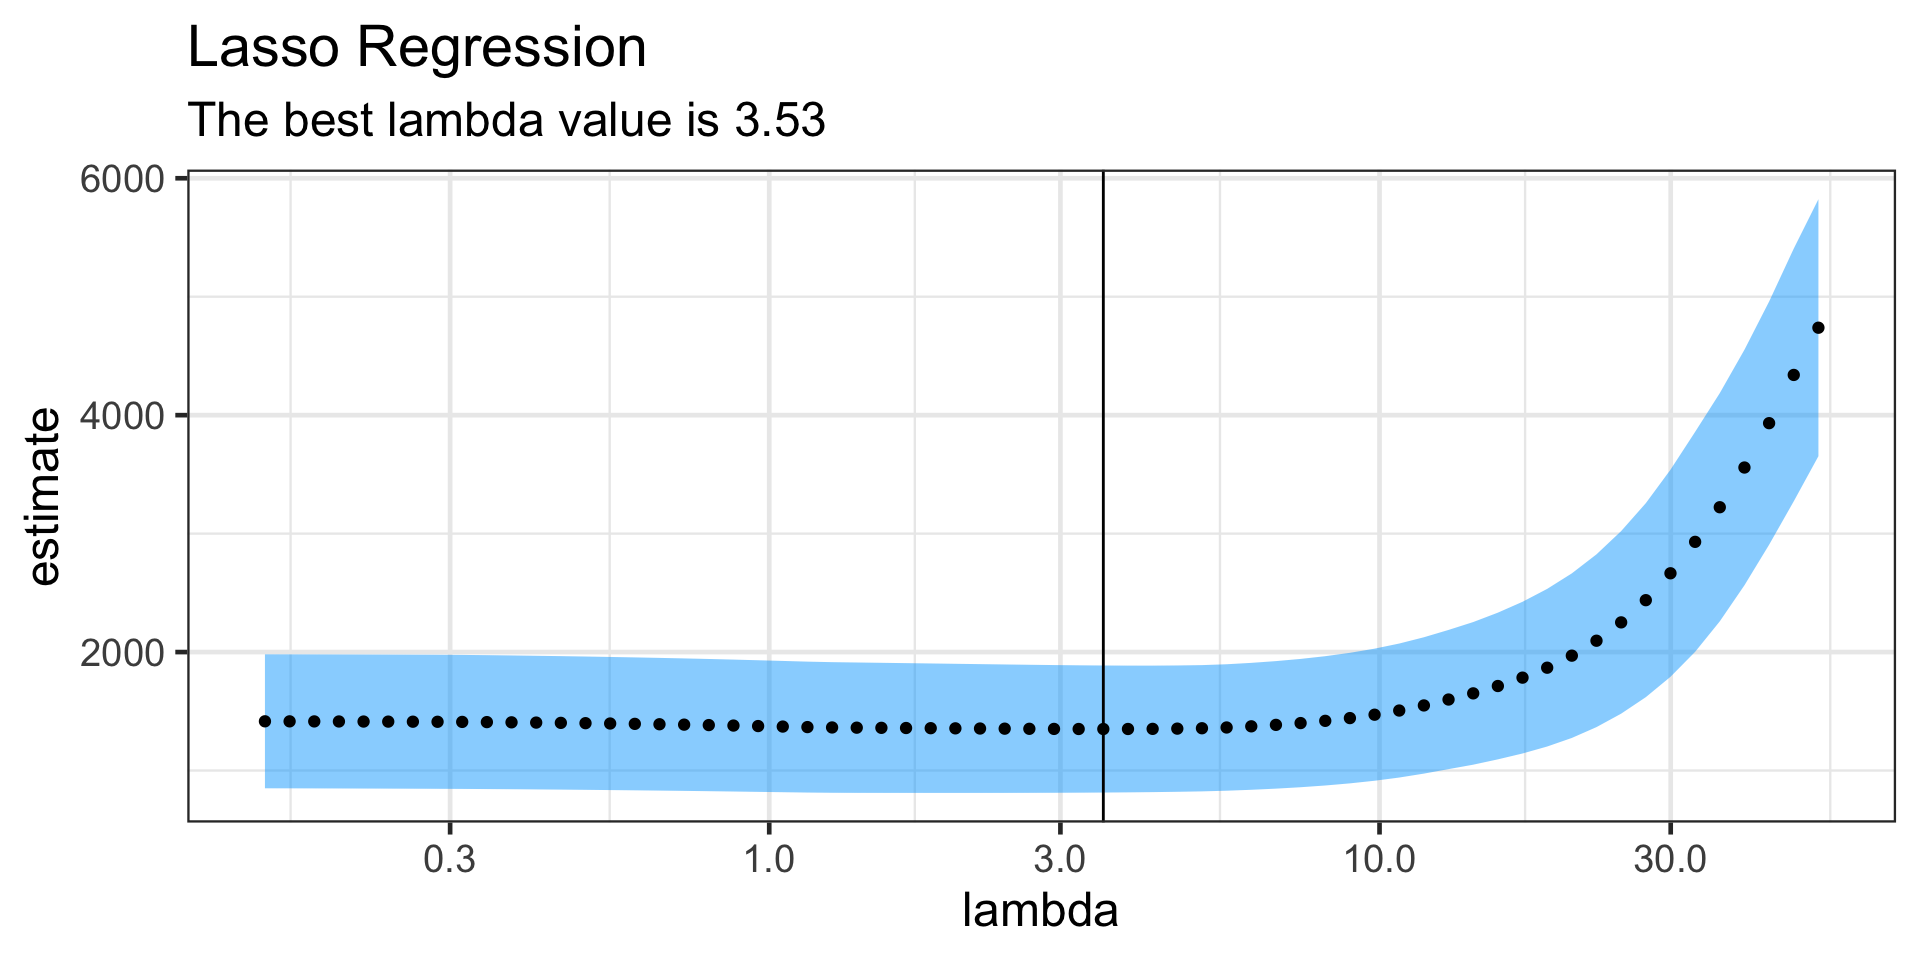 Lasso Regression
The best lambda value is 3.53
6000
4000
2000
estimate
0.3 1.0 3.0 10.0 30.0
lambda